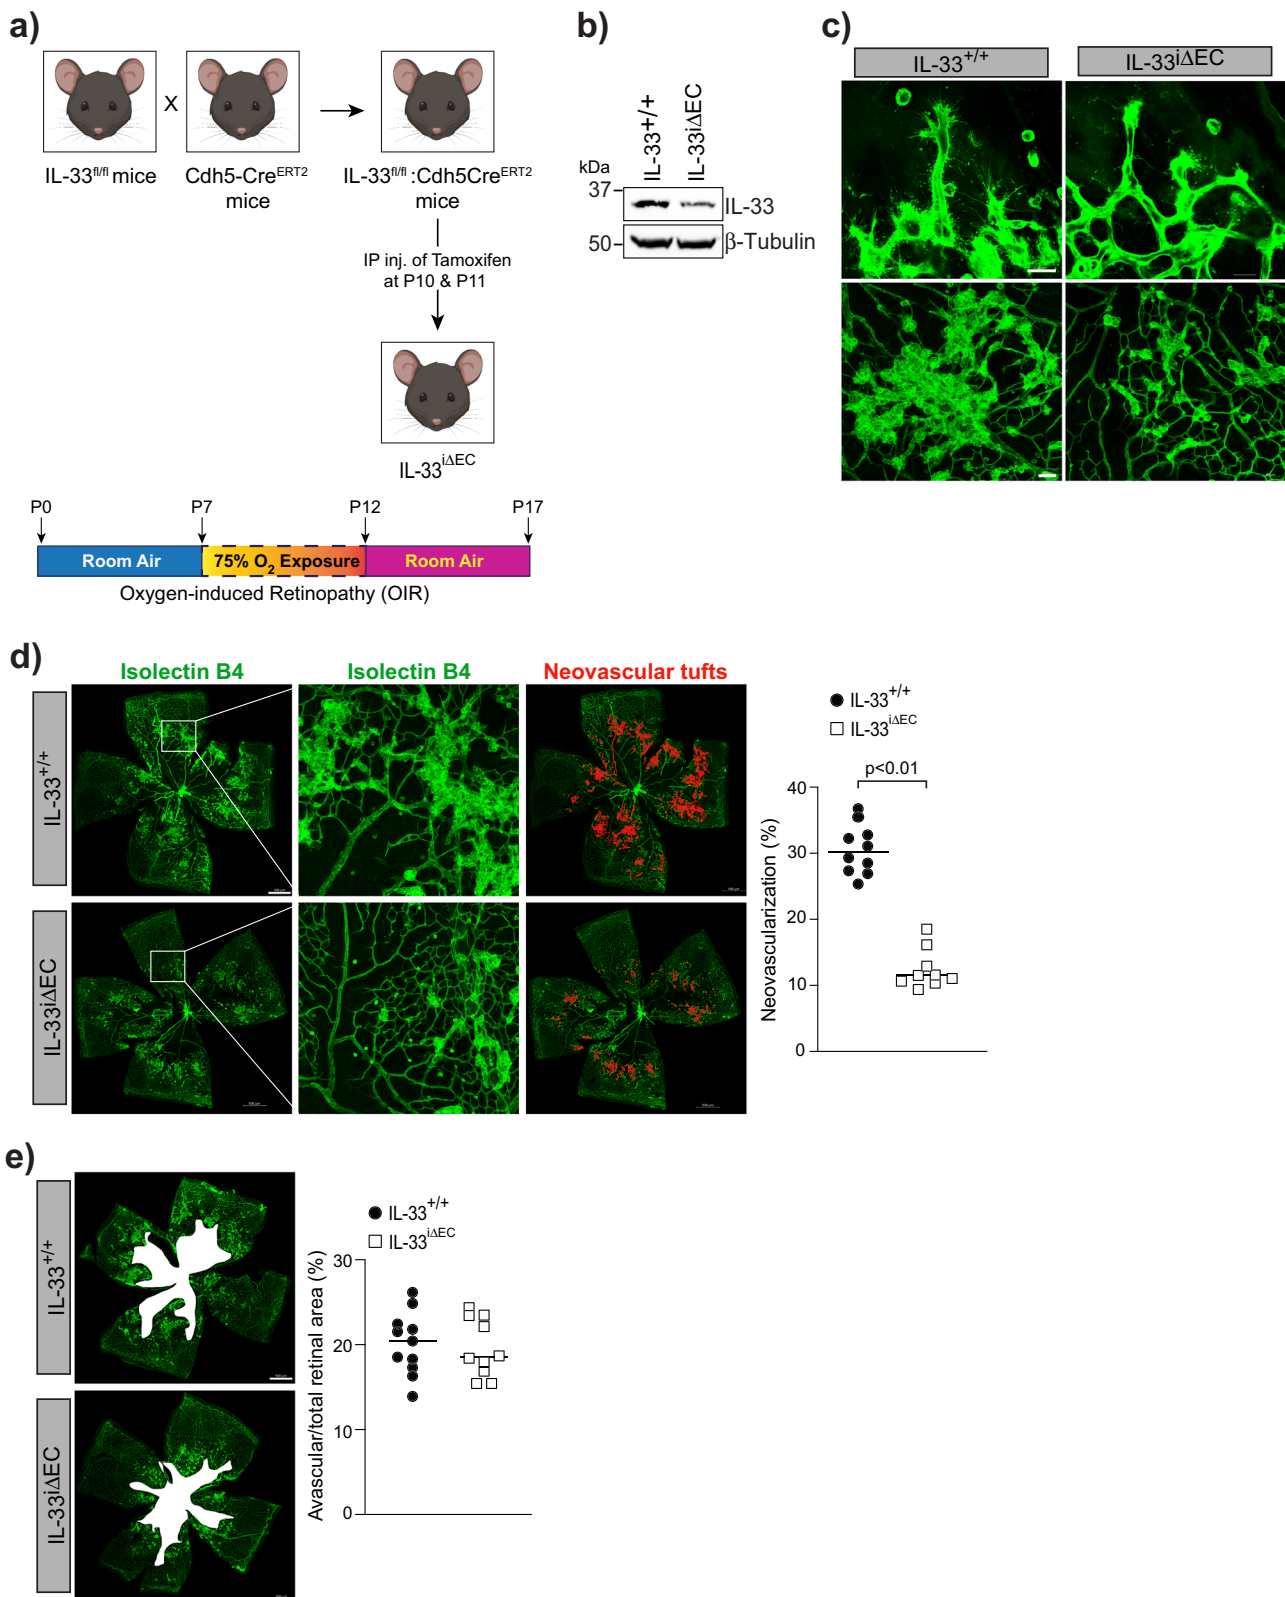 a)
X
IL-33fl/fl mice
Cdh5-CreERT2
mice
IL-33fl/fl :Cdh5CreERT2
mice
IP inj. of Tamoxifen
at P10 & P11
IL-33iΔEC
P0
P7
P12
P17
Room Air
75% O2 Exposure
Room Air
Oxygen-induced Retinopathy (OIR)
b)
IL-33+/+
IL-33iΔEC
kDa
37
IL-33
50
β-Tubulin
c)
IL-33+/+
IL-33iΔEC
d)
Isolectin B4
Isolectin B4
Neovascular tufts
IL-33+/+
IL-33iΔEC
IL-33+/+
IL-33iΔEC
p<0.01
Neovascularization (%)
40
30
20
10
0
e)
IL-33+/+
IL-33iΔEC
IL-33+/+
IL-33iΔEC
Avascular/total retinal area (%)
30
20
10
0